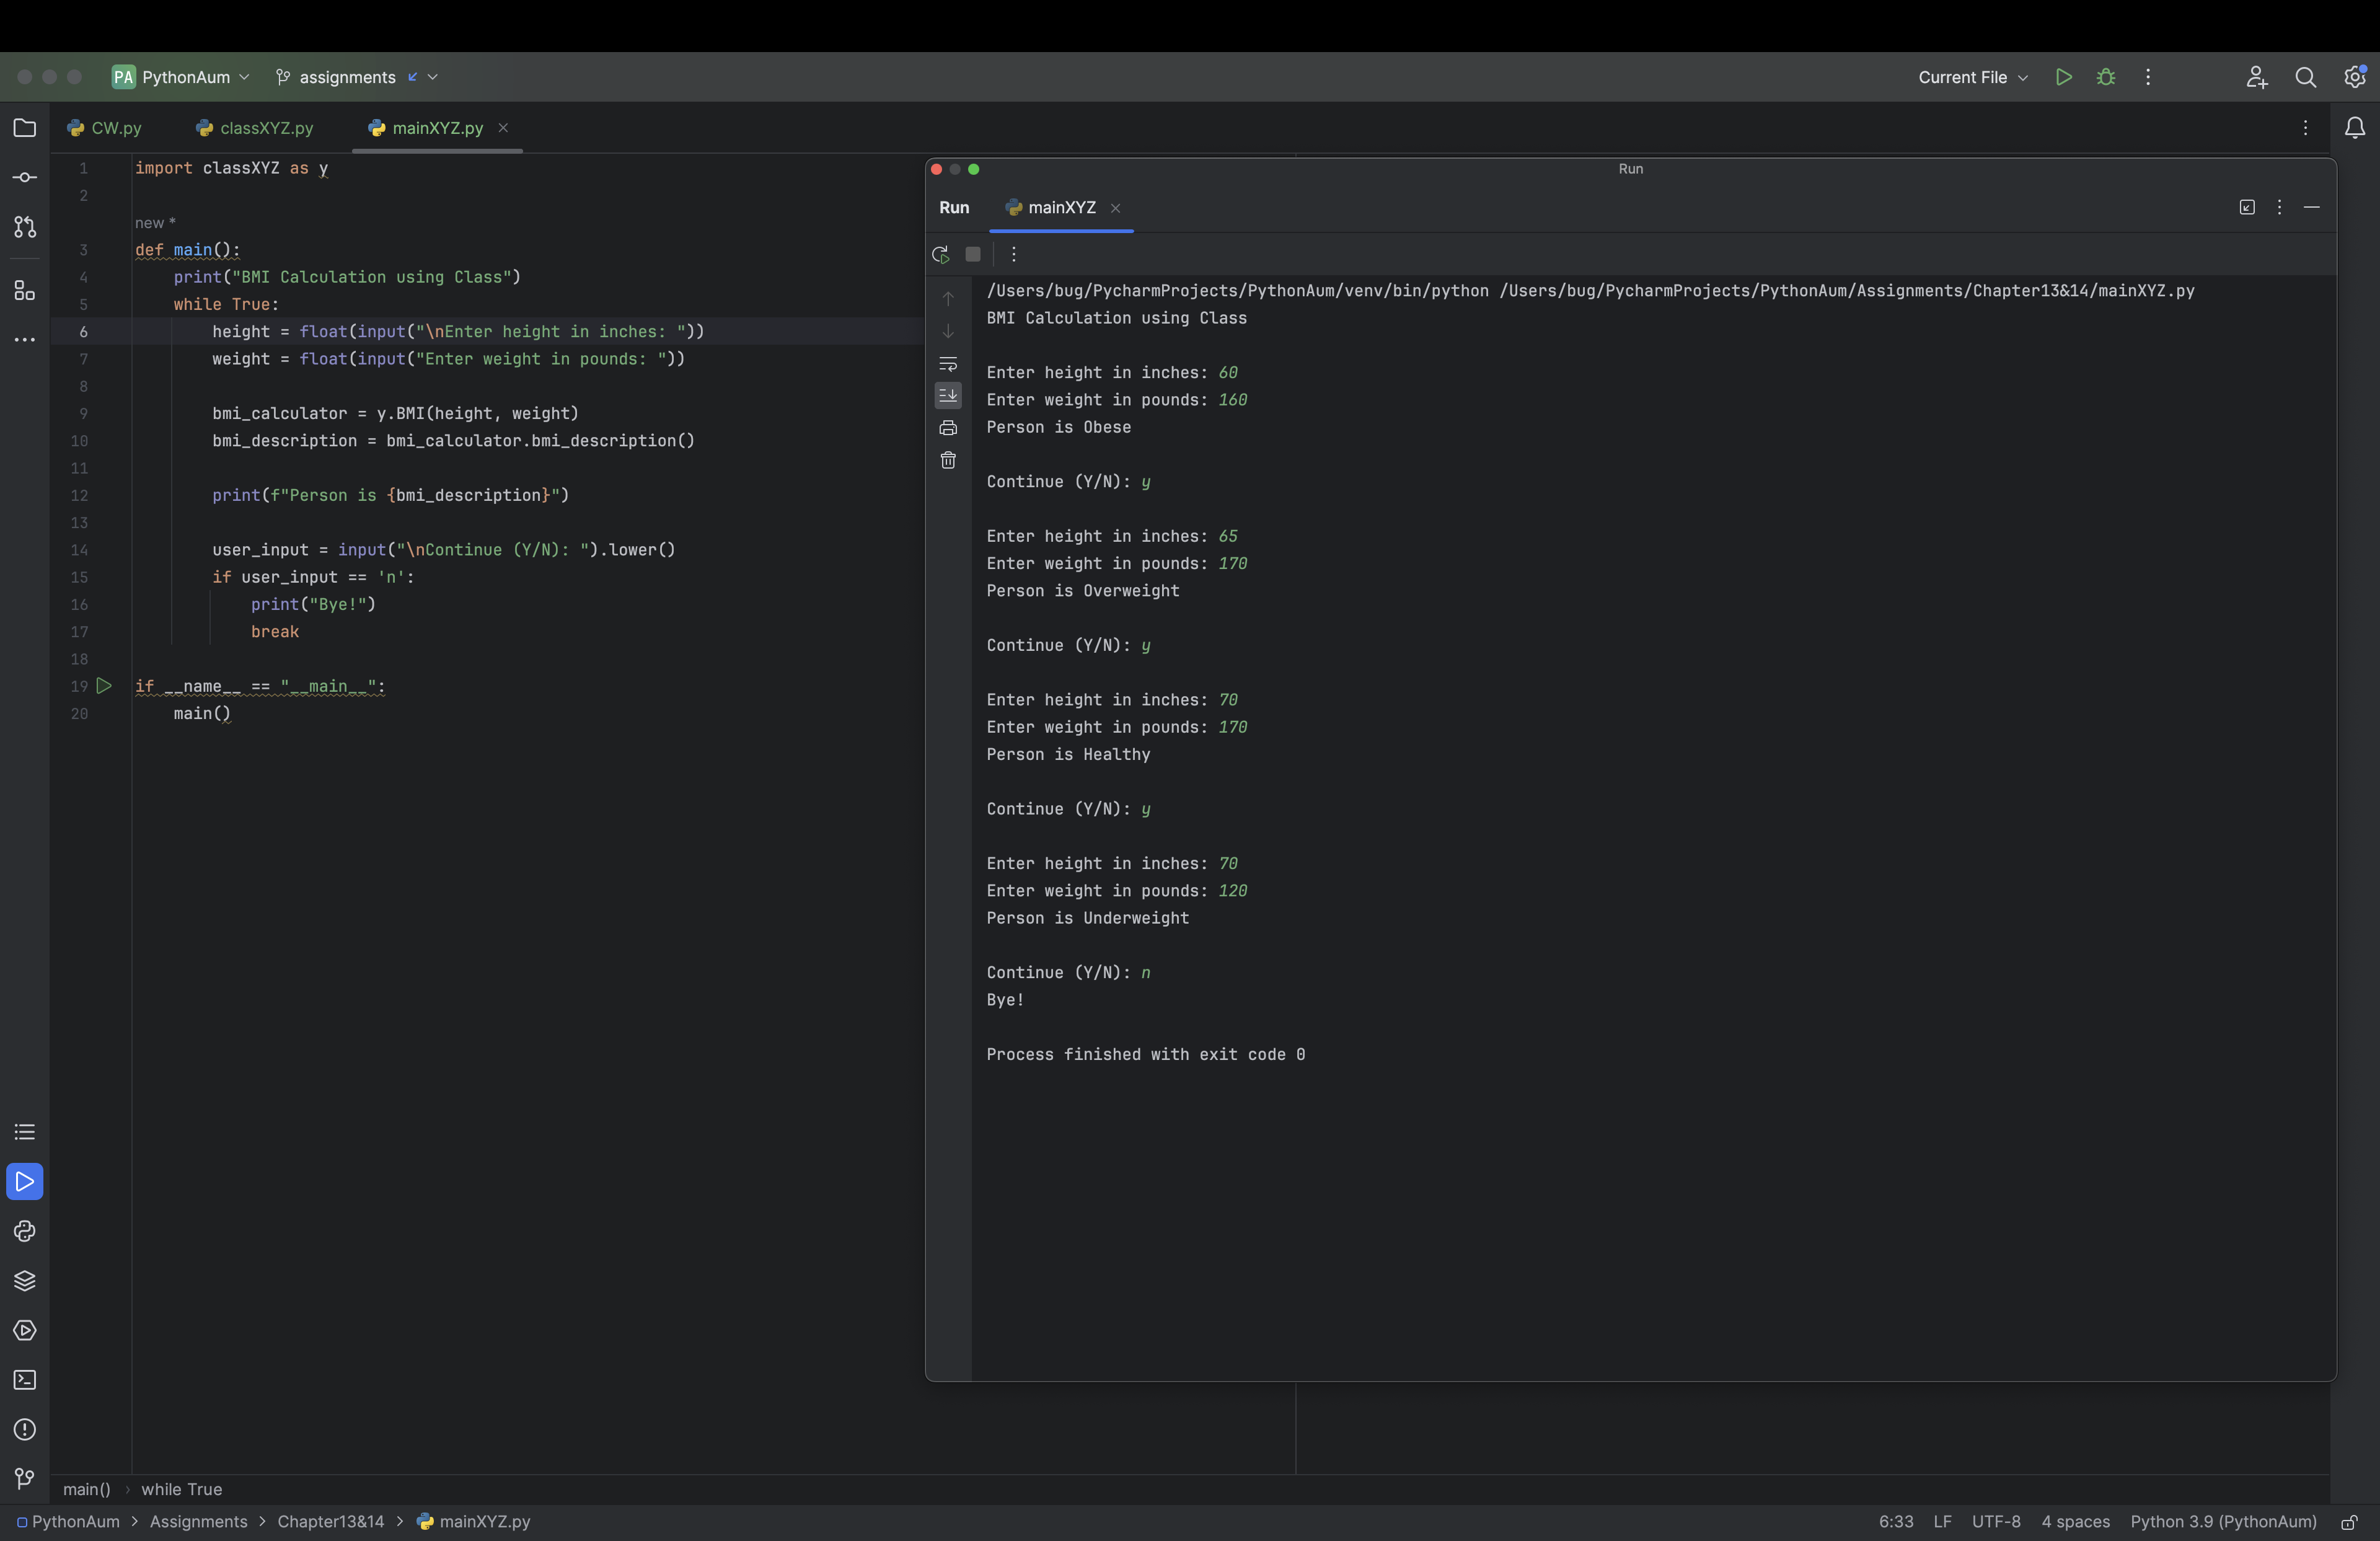 PA PythonAum assignments
Current File
CW.py classXYZ.py mainXYZ.py
1 import classXYZ as y
2
new *
3 def main():
4 print("BMI Calculation using Class")
5 while True:
6 height = float(input("\nEnter height in inches: "))
7 weight = float(input("Enter weight in pounds: "))
8
9 bmi_calculator = y.BMI(height, weight)
10 bmi_description = bmi_calculator.bmi_description()
11
12 print(f"Person is {bmi_description}")
13
14 user_input = input("\nContinue (Y/N): ").lower()
15 if user_input == 'n':
16 print("Bye!")
17 break
18
19 if __name__ == "__main__":
20 main()
Run
Run mainXYZ
/Users/bug/PycharmProjects/PythonAum/venv/bin/python /Users/bug/PycharmProjects/PythonAum/Assignments/Chapter13&14/mainXYZ.py
BMI Calculation using Class
Enter height in inches: 60
Enter weight in pounds: 160
Person is Obese
Continue (Y/N): y
Enter height in inches: 65
Enter weight in pounds: 170
Person is Overweight
Continue (Y/N): y
Enter height in inches: 70
Enter weight in pounds: 170
Person is Healthy
Continue (Y/N): y
Enter height in inches: 70
Enter weight in pounds: 120
Person is Underweight
Continue (Y/N): n
Bye!
Process finished with exit code 0
main() › while True
PythonAum > Assignments > Chapter13&14 > mainXYZ.py
6:33 LF UTF-8 4 spaces Python 3.9 (PythonAum)